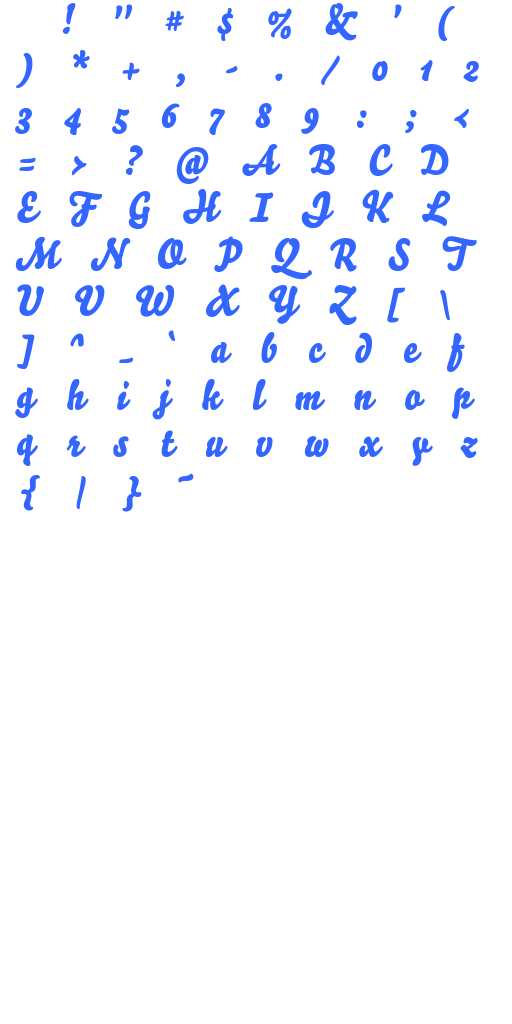 ! " # $ % & ' (
) * + , - . / 0 1 2
3 4 5 6 7 8 9 : ; <
= > ? @ A B C D
E F G H I J K L
M N O P Q R S T
U V W X Y Z [ \
] ^ _ ` a b c d e f
g h i j k l m n o p
q r s t u v w x y z
{ | } ~